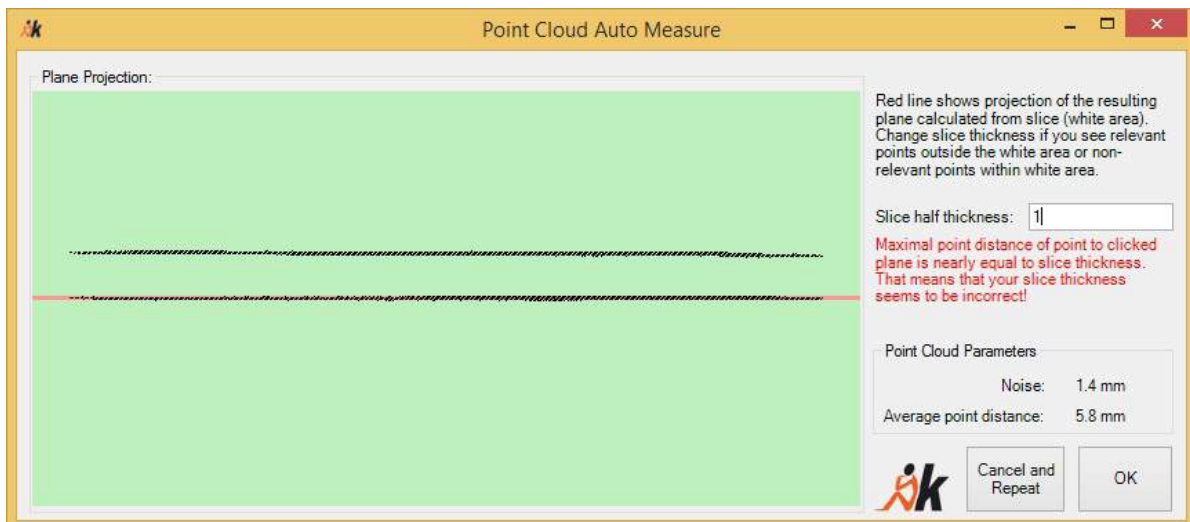 k
Point Cloud Auto Measure
Plane Projection:
Red line shows projection of the resulting
plane calculated from slice (white area).
Change slice thickness if you see relevant
points outside the white area or non-
relevant points within white area.
Slice half thickness: 1
Maximal point distance of point to clicked
plane is nearly equal to slice thickness.
That means that your slice thickness
seems to be incorrect!
Point Cloud Parameters
Noise: 1.4 mm
Average point distance: 5.8 mm
k
Cancel and
Repeat
OK